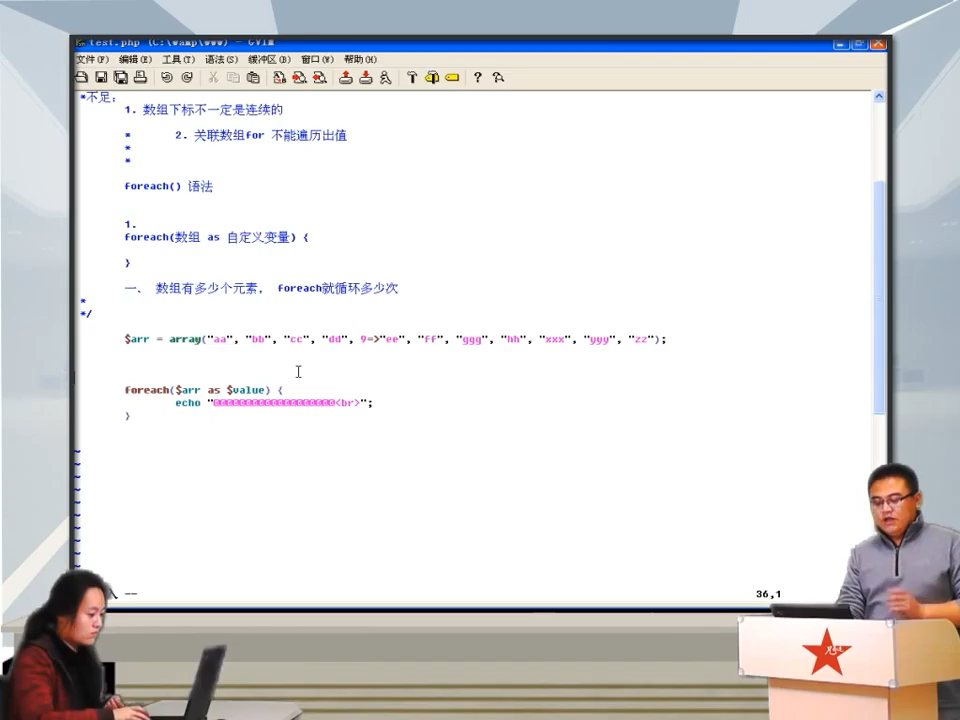 test.php (C:\wamp\www) - GVIM
文件(F) 编辑(E) 工具(T) 语法(S) 缓冲区(B) 窗口(W) 帮助(H)
*不足:
1. 数组下标不一定是连续的
* 2. 关联数组for 不能遍历出值
*
*
foreach() 语法
1.
foreach(数组 as 自定义变量) {
}
一、 数组有多少个元素, foreach就循环多少次
*
*/
$arr = array("aa", "bb", "cc", "dd", 9=>"ee", "ff", "ggg", "hh", "xxx", "yyy", "zz");
foreach($arr as $value) {
echo "@@@@@@@@@@@@@@@@@@@@<br>";
}
~
~
~
~
~
~
~
~
~
~
--
36,1